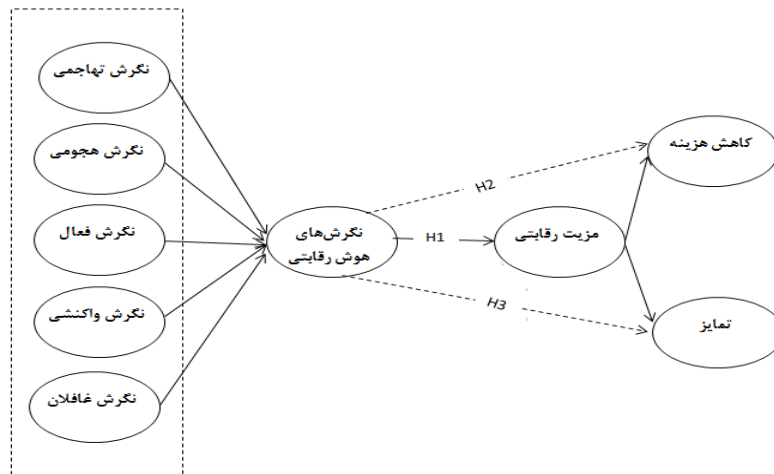 نگرش تهاجمی
نگرش هجومی
نگرش فعال
نگرش واکنشی
نگرش غافلان
نگرش‌های
هوش رقابتی
H1
H2
H3
مزیت رقابتی
کاهش هزینه
تمایز